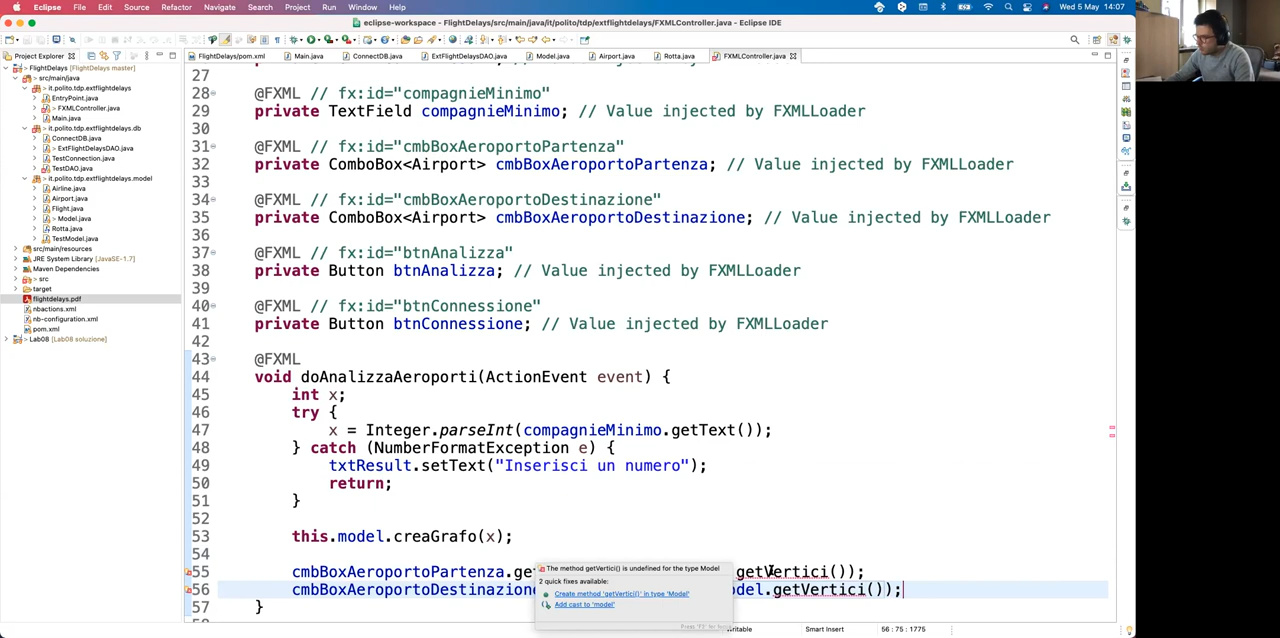 Eclipse File Edit Source Refactor Navigate Search Project Run Window Help Wed 5 May 14:07
eclipse-workspace - FlightDelays/src/main/java/it/polito/tdp/extflightdelays/FXMLController.java - Eclipse IDE
Project Explorer
FlightDelays/pom.xml Main.java ConnectDB.java ExtFlightDelaysDAO.java Model.java Airport.java Rotta.java FXMLController.java
FlightDelays [FlightDelays master]
src/main/java
it.polito.tdp.extflightdelays
EntryPoint.java
> FXMLController.java
Main.java
it.polito.tdp.extflightdelays.db
ConnectDB.java
> ExtFlightDelaysDAO.java
TestConnection.java
TestDAO.java
it.polito.tdp.extflightdelays.model
Airline.java
Airport.java
Flight.java
> Model.java
Rotta.java
TestModel.java
src/main/resources
JRE System Library [JavaSE-1.7]
Maven Dependencies
> src
target
flightdelays.pdf
nbactions.xml
nb-configuration.xml
pom.xml
> Lab08 [Lab08 soluzione]
27
28 @FXML // fx:id="compagnieMinimo"
29 private TextField compagnieMinimo; // Value injected by FXMLLoader
30
31 @FXML // fx:id="cmbBoxAeroportoPartenza"
32 private ComboBox<Airport> cmbBoxAeroportoPartenza; // Value injected by FXMLLoader
33
34 @FXML // fx:id="cmbBoxAeroportoDestinazione"
35 private ComboBox<Airport> cmbBoxAeroportoDestinazione; // Value injected by FXMLLoader
36
37 @FXML // fx:id="btnAnalizza"
38 private Button btnAnalizza; // Value injected by FXMLLoader
39
40 @FXML // fx:id="btnConnessione"
41 private Button btnConnessione; // Value injected by FXMLLoader
42
43 @FXML
44 void doAnalizzaAeroporti(ActionEvent event) {
45 int x;
46 try {
47 x = Integer.parseInt(compagnieMinimo.getText());
48 } catch (NumberFormatException e) {
49 txtResult.setText("Inserisci un numero");
50 return;
51 }
52
53 this.model.creaGrafo(x);
54
55 cmbBoxAeroportoPartenza.ge getVertici());
56 cmbBoxAeroportoDestinazione odel.getVertici());
57 }
The method getVertici() is undefined for the type Model
2 quick fixes available:
Create method 'getVertici()' in type 'Model'
Add cast to 'model'
Writable Smart Insert 56 : 75 : 1775